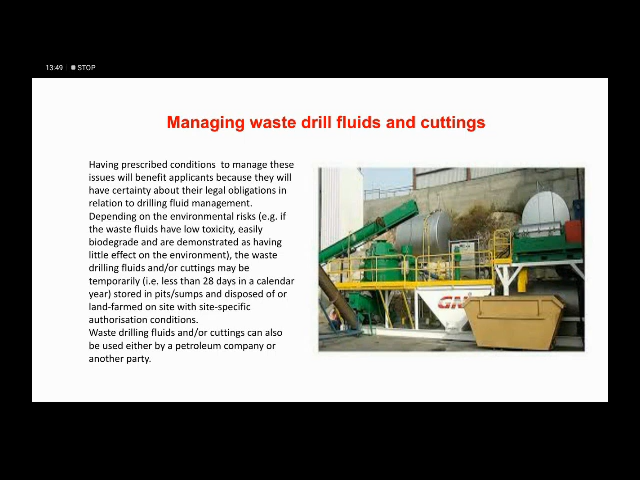 13:49 STOP
Managing waste drill fluids and cuttings
Having prescribed conditions to manage these
issues will benefit applicants because they will
have certainty about their legal obligations in
relation to drilling fluid management.
Depending on the environmental risks (e.g. if
the waste fluids have low toxicity, easily
biodegrade and are demonstrated as having
little effect on the environment), the waste
drilling fluids and/or cuttings may be
temporarily (i.e. less than 28 days in a calendar
year) stored in pits/sumps and disposed of or
land-farmed on site with site-specific
authorisation conditions.
Waste drilling fluids and/or cuttings can also
be used either by a petroleum company or
another party.
GN